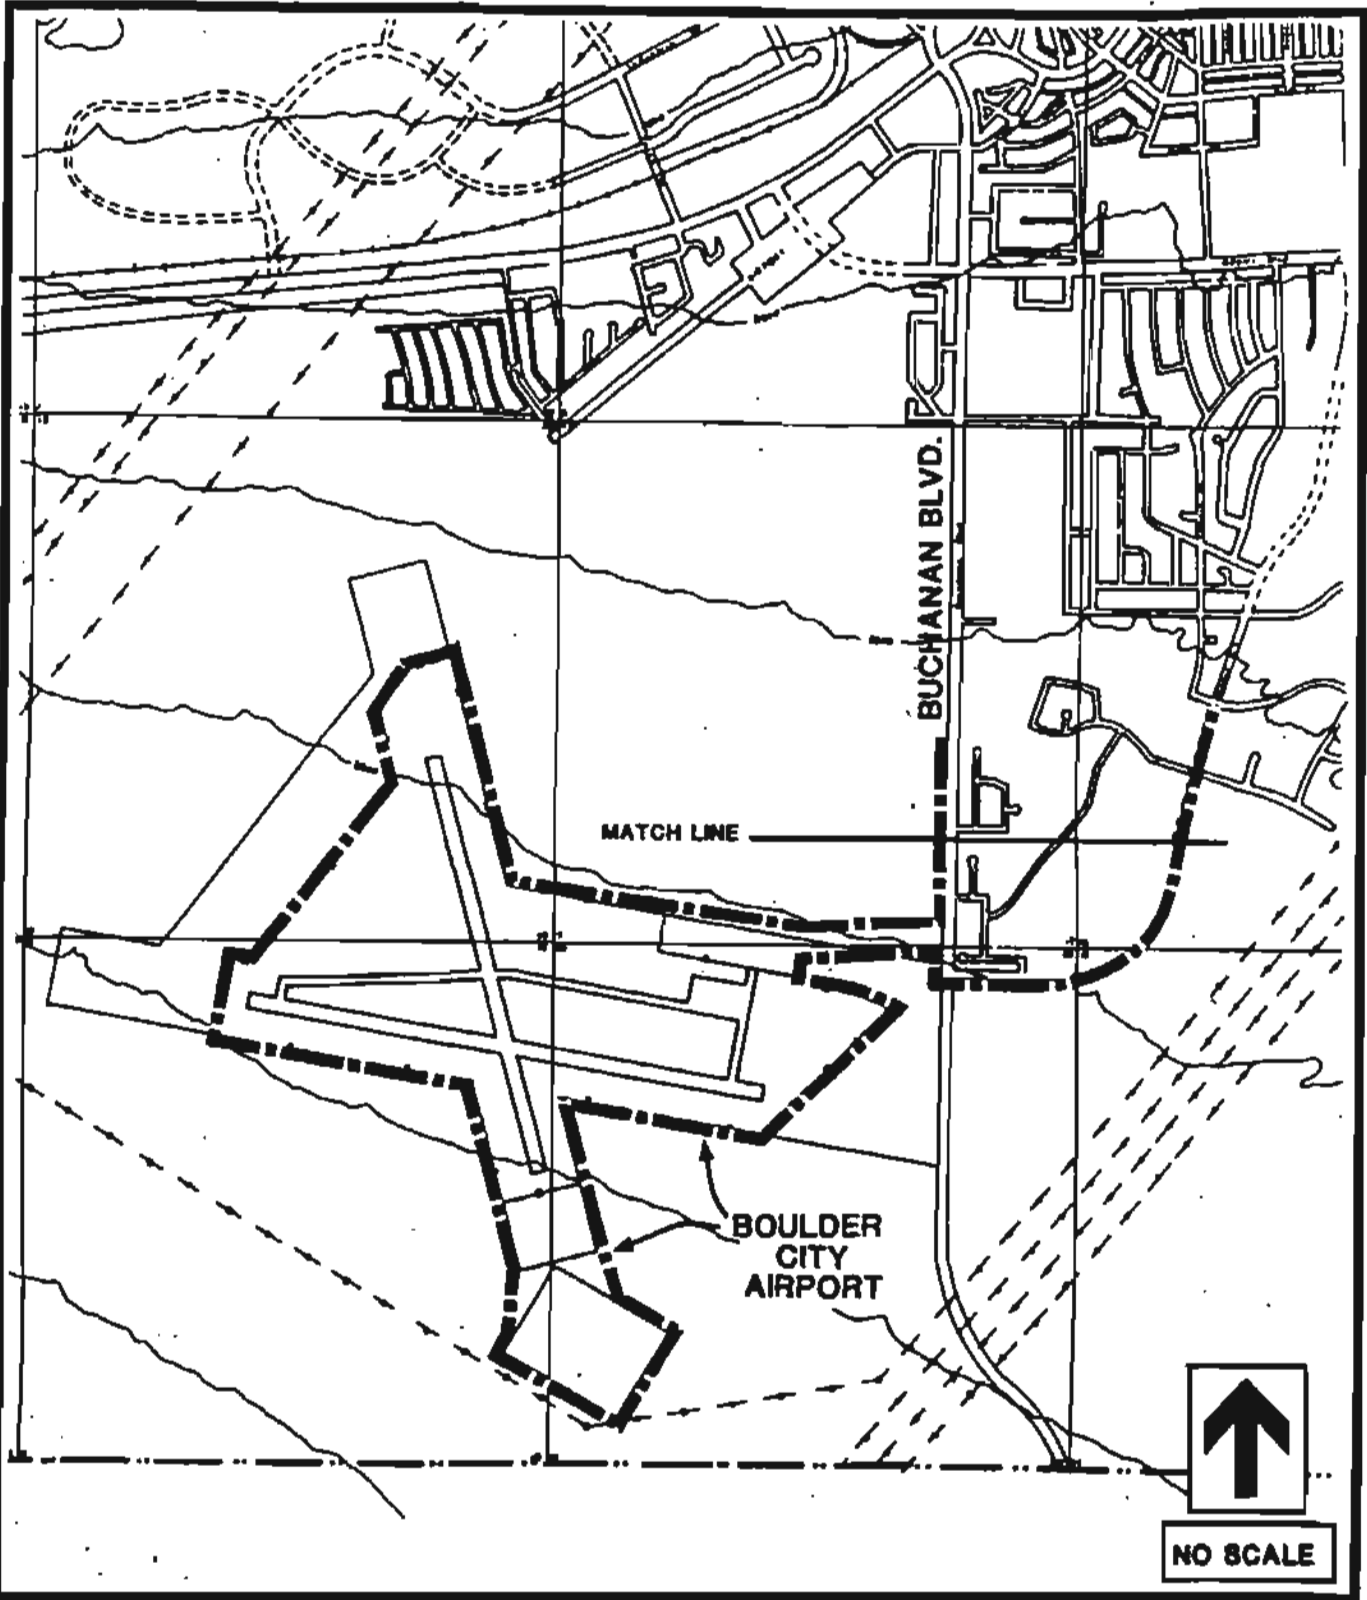 BUCHANAN BLVD.
MATCH LINE
BOULDER
CITY
AIRPORT
NO SCALE